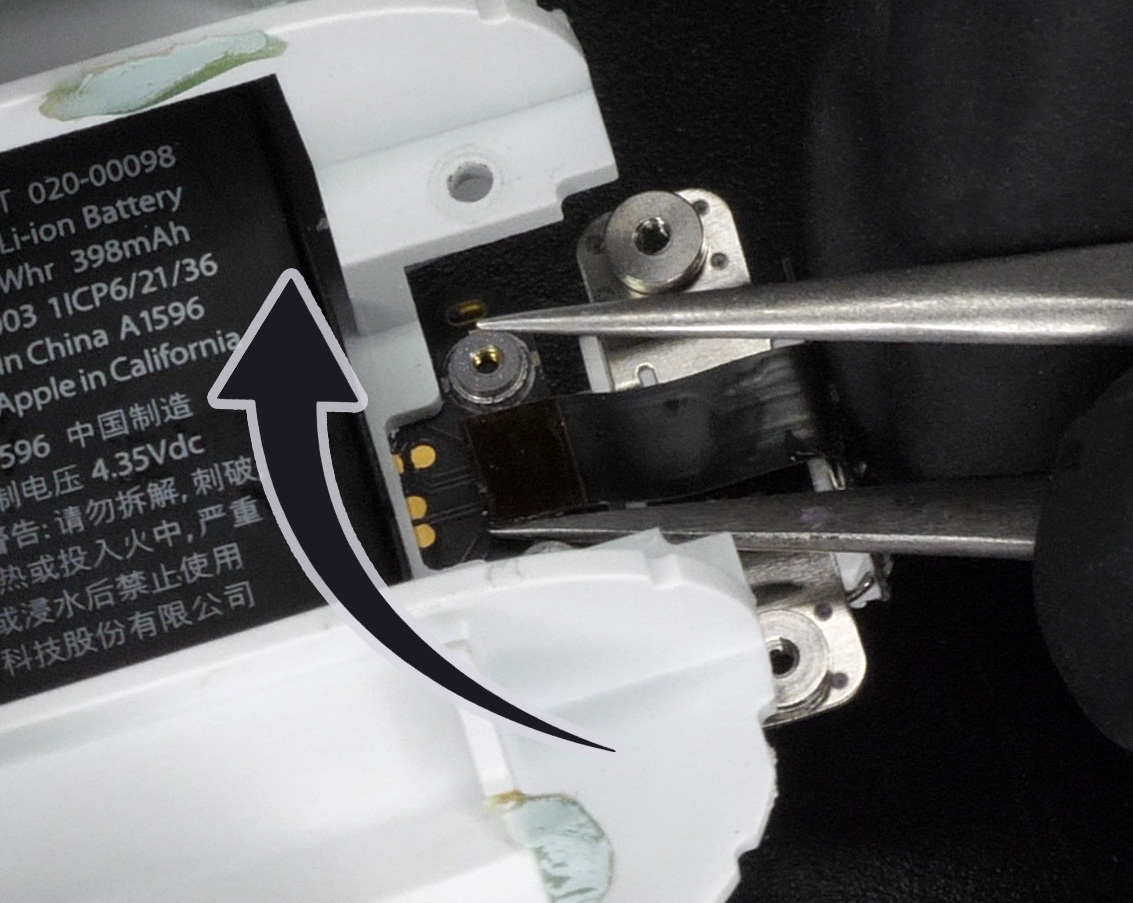 T 020-00098
Li-ion Battery
Whr 398mAh
003 1ICP6/21/36
in China A1596
Apple in California
596 中国制造
制电压 4.35Vdc
警告: 请勿拆解, 刺破
热或投入火中, 严重
或浸水后禁止使用
科技股份有限公司